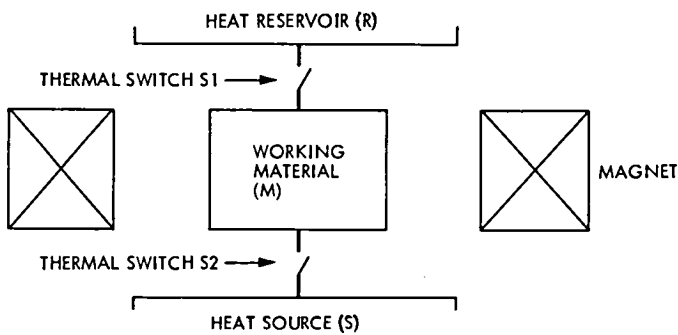 HEAT RESERVOIR (R)
THERMAL SWITCH S1
WORKING
MATERIAL
(M)
MAGNET
THERMAL SWITCH S2
HEAT SOURCE (S)